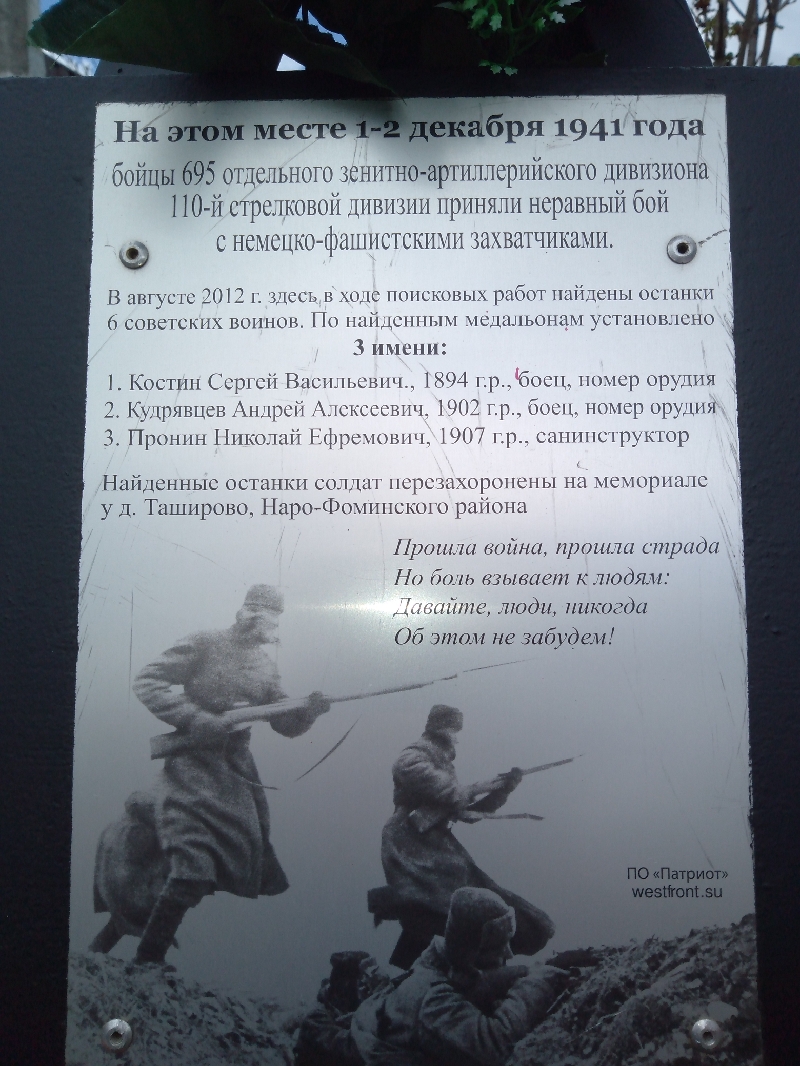 На этом месте 1-2 декабря 1941 года
бойцы 695 отдельного зенитно-артиллерийского дивизиона
110-й стрелковой дивизии приняли неравный бой
с немецко-фашистскими захватчиками.
В августе 2012 г. здесь в ходе поисковых работ найдены останки
6 советских воинов. По найденным медальонам установлено
3 имени:
1. Костин Сергей Васильевич., 1894 г.р., боец, номер орудия
2. Кудрявцев Андрей Алексеевич, 1902 г.р., боец, номер орудия
3. Пронин Николай Ефремович, 1907 г.р., санинструктор
Найденные останки солдат перезахоронены на мемориале
у д. Таширово, Наро-Фоминского района
Прошла война, прошла страда
Но боль взывает к людям:
Давайте, люди, никогда
Об этом не забудем!
ПО «Патриот»
westfront.su